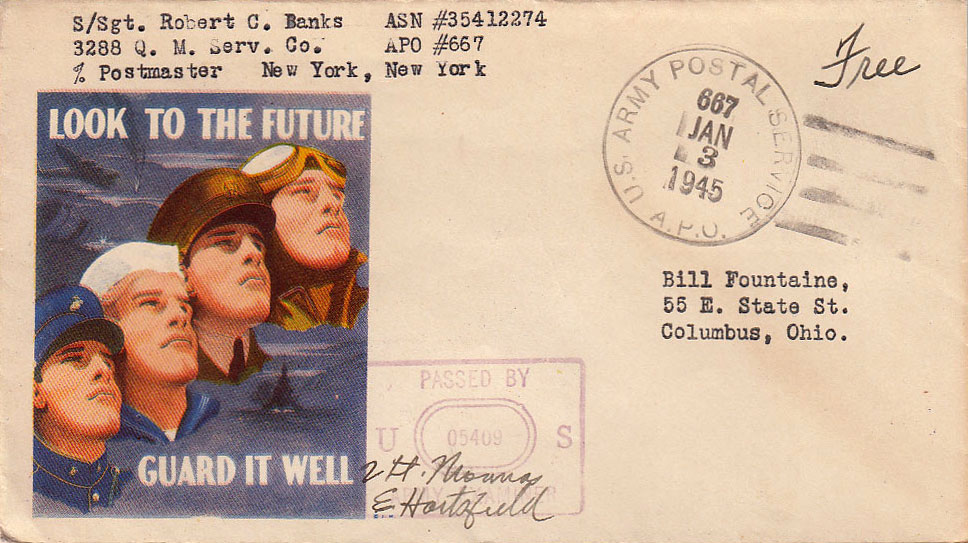 S/Sgt. Robert C. Banks ASN #35412274
3288 Q. M. Serv. Co. APO #667
% Postmaster New York, New York
Free
U.S. ARMY POSTAL SERVICE
667
JAN
3
1945
A.P.O.
LOOK TO THE FUTURE
GUARD IT WELL
Bill Fountaine,
55 E. State St.
Columbus, Ohio.
PASSED BY
U 05409 S
ARMY EXAMINER
E Hartzfield